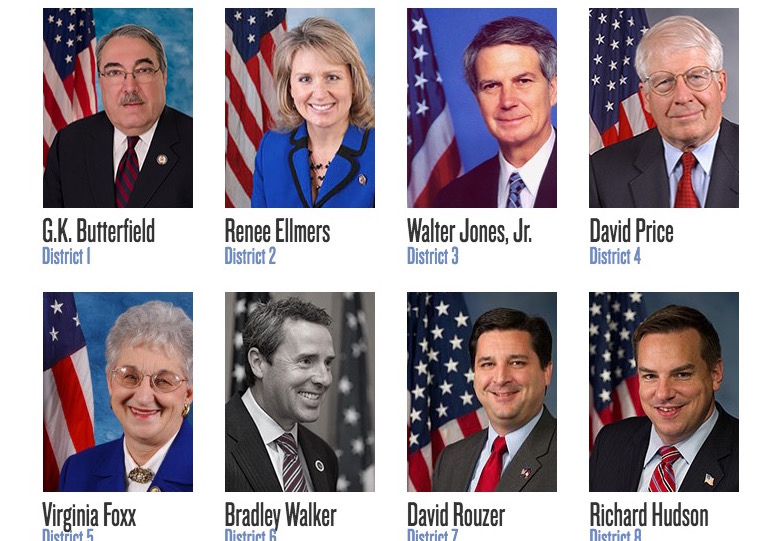 G.K. Butterfield
District 1
Renee Ellmers
District 2
Walter Jones, Jr.
District 3
David Price
District 4
Virginia Foxx
District 5
Bradley Walker
District 6
David Rouzer
District 7
Richard Hudson
District 8